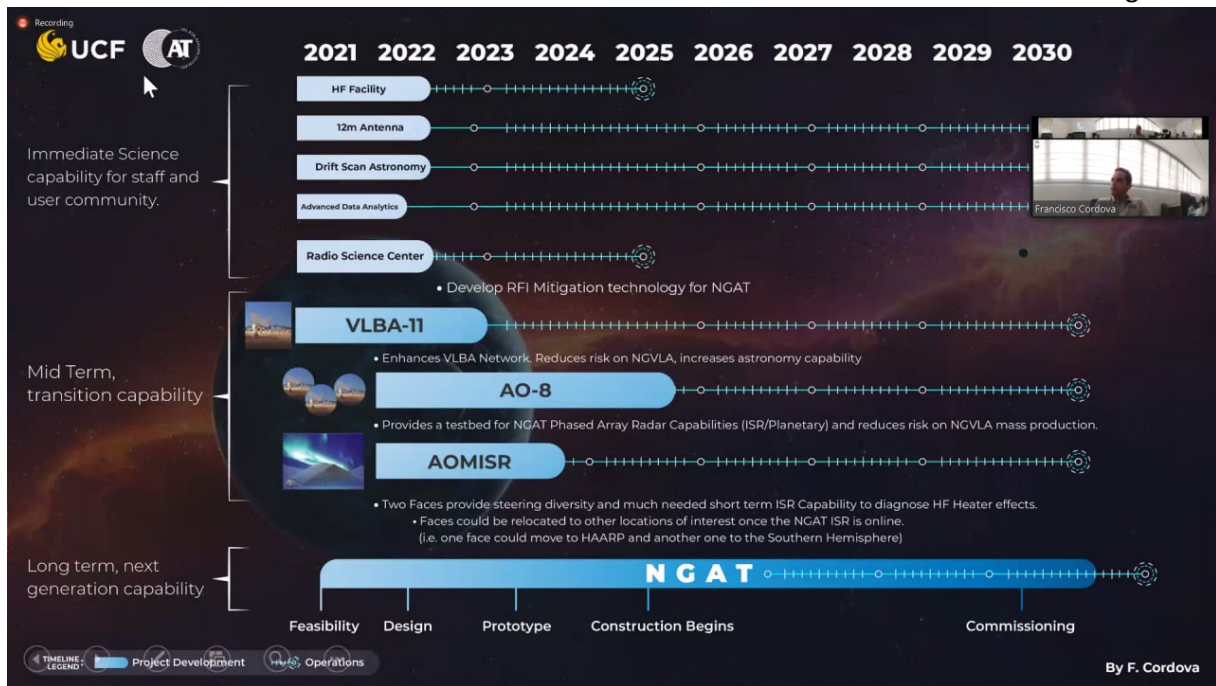 Recording
UCF
AT
2021 2022 2023 2024 2025 2026 2027 2028 2029 2030
HF Facility
12m Antenna
Immediate Science
capability for staff and
user community.
Drift Scan Astronomy
Advanced Data Analytics
Francisco Cordova
Radio Science Center
• Develop RFI Mitigation technology for NGAT
VLBA-11
• Enhances VLBA Network. Reduces risk on NGVLA, increases astronomy capability
Mid Term,
transition capability
AO-8
• Provides a testbed for NGAT Phased Array Radar Capabilities (ISR/Planetary) and reduces risk on NGVLA mass production.
AOMISR
• Two Faces provide steering diversity and much needed short term ISR Capability to diagnose HF Heater effects.
• Faces could be relocated to other locations of interest once the NGAT ISR is online.
(i.e. one face could move to HAARP and another one to the Southern Hemisphere)
Long term, next
generation capability
NGAT
Feasibility Design Prototype Construction Begins Commissioning
TIMELINE
LEGEND:
Project Development
Operations
By F. Cordova